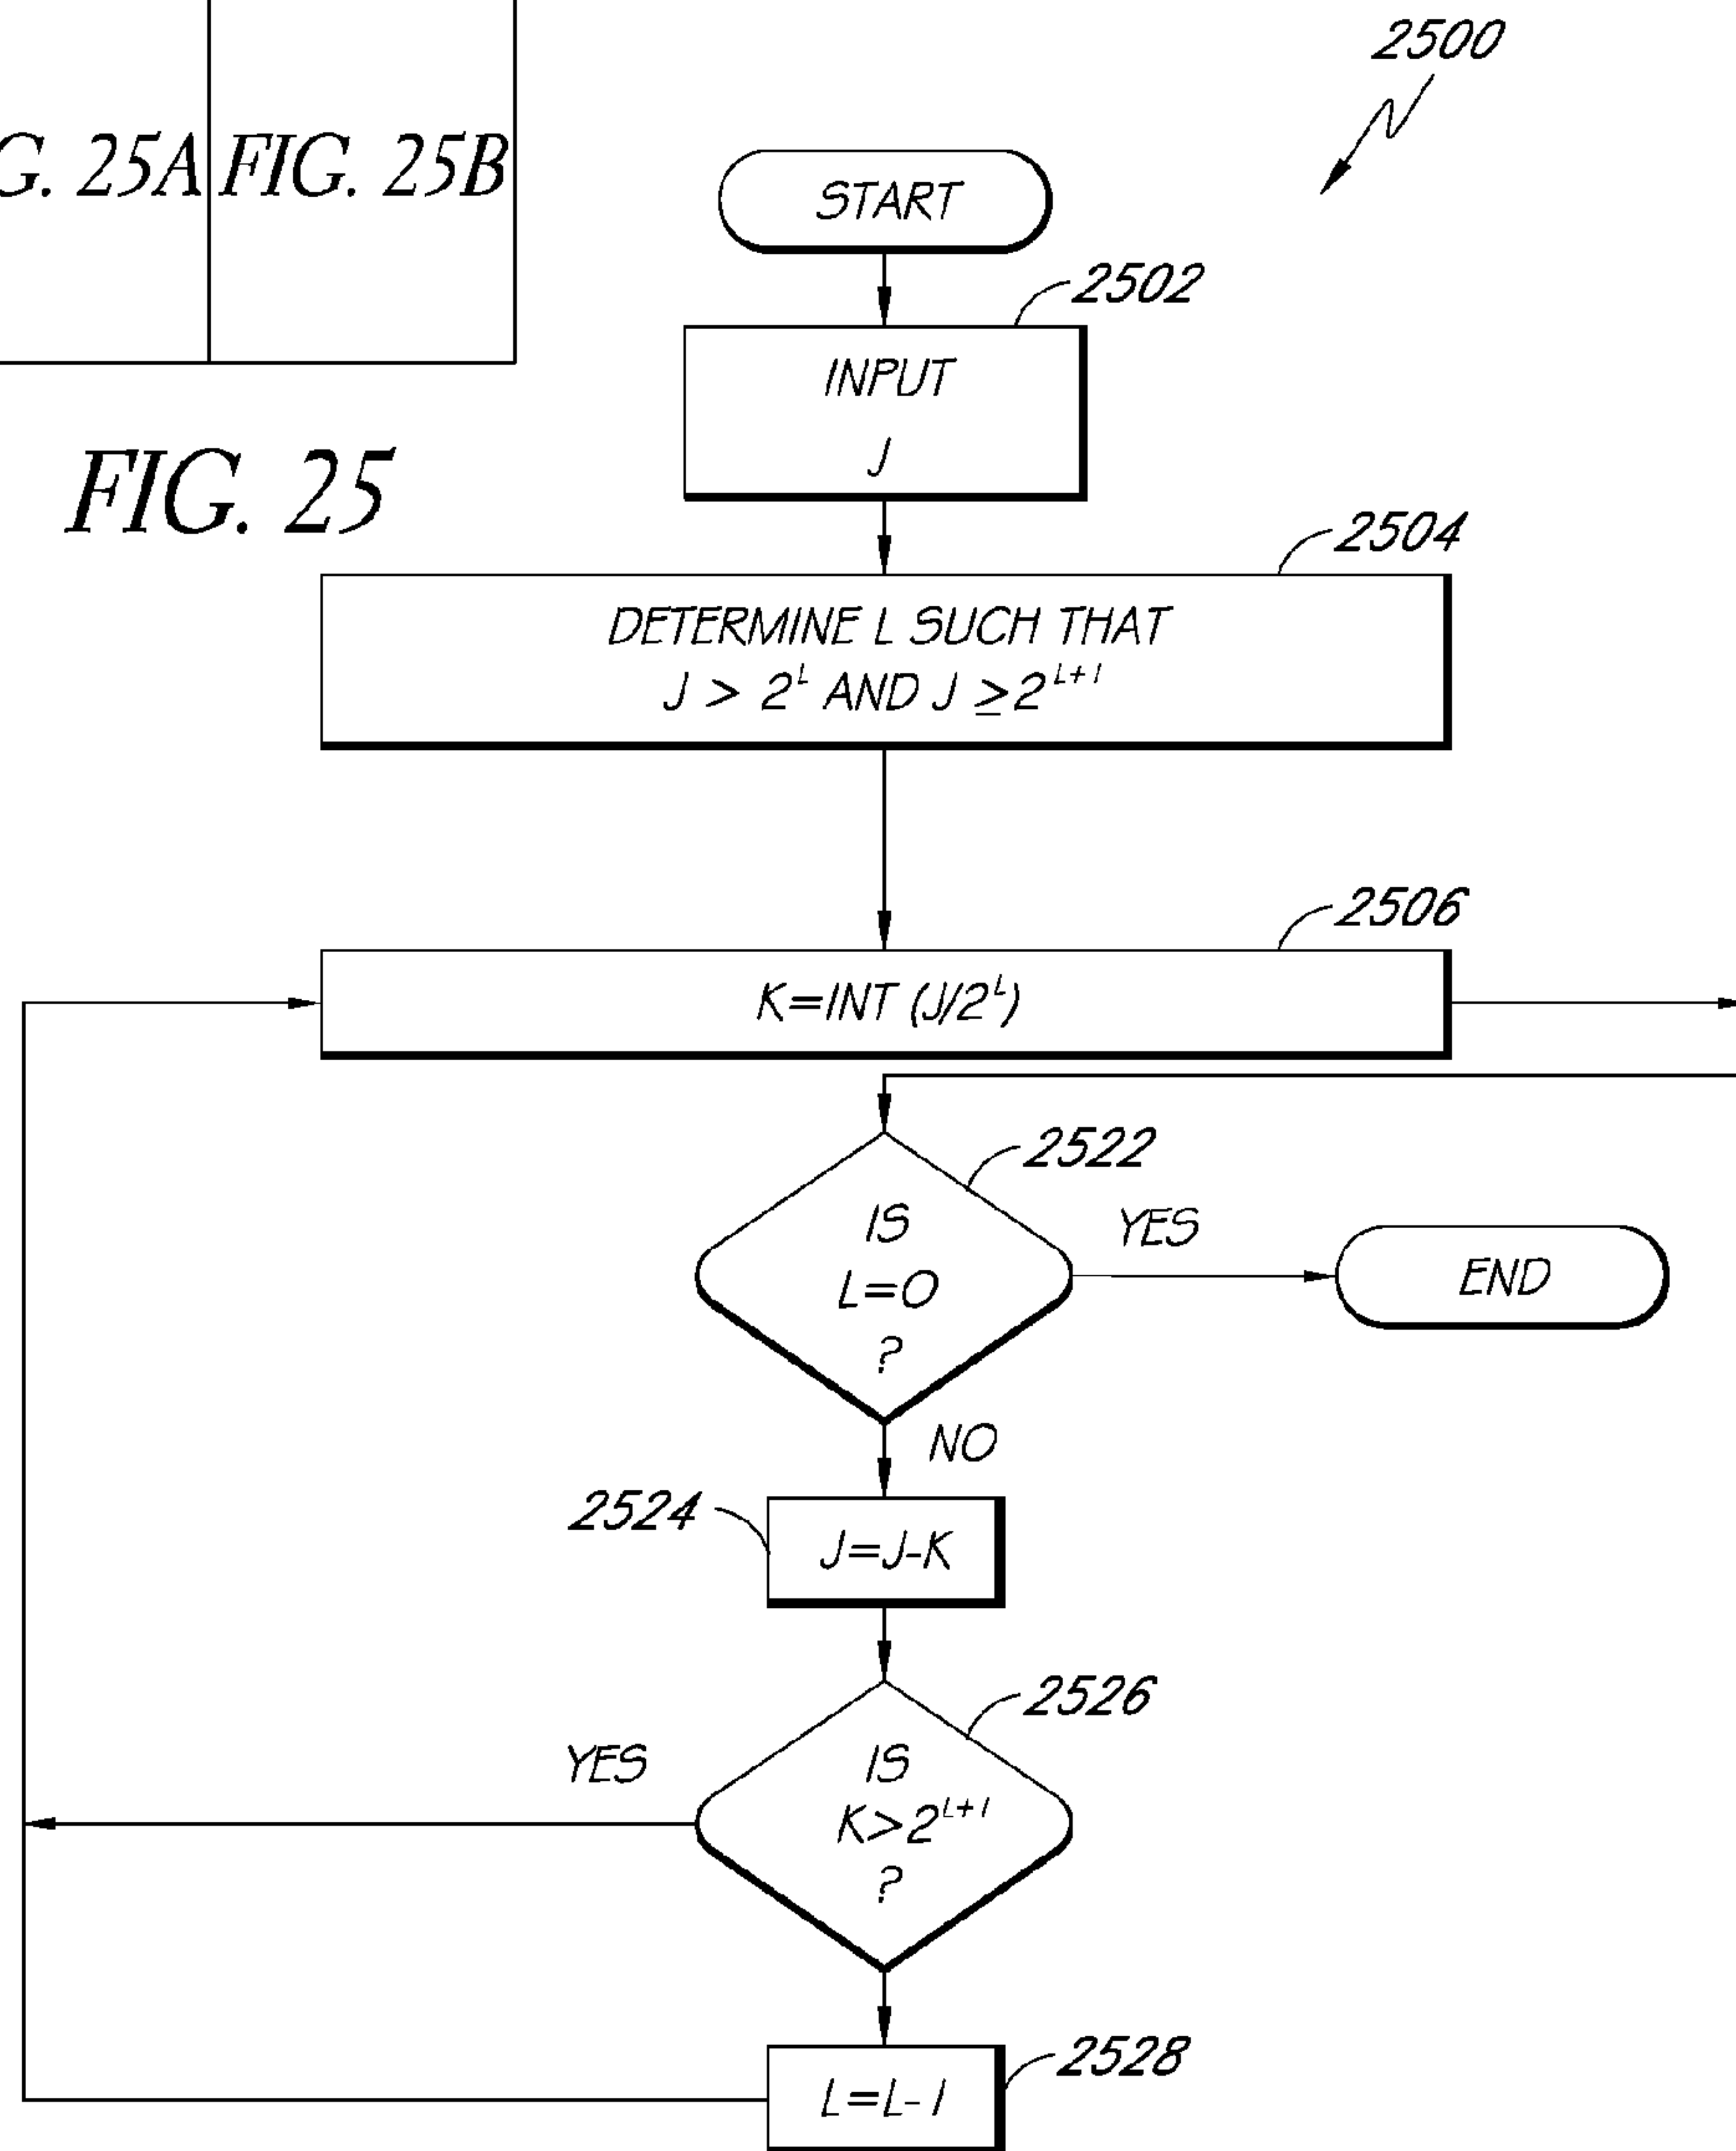 2500
G. 25A FIG. 25B
START
2502
INPUT
J
FIG. 25
2504
DETERMINE L SUCH THAT
J > 2^L AND J ≥ 2^L+1
2506
K=INT (J/2^L)
2522
IS
L=0
?
YES
END
NO
2524
J=J-K
2526
YES
IS
K>2^L+1
?
2528
L=L-1